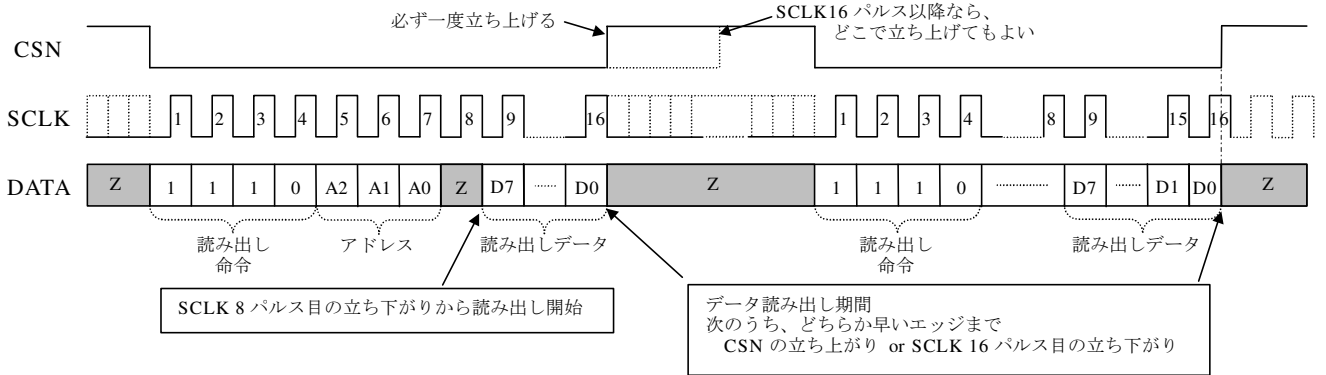 必ず一度立ち上げる
SCLK16 パルス以降なら、
どこで立ち上げてもよい
CSN
SCLK
1 2 3 4 5 6 7 8 9 16 1 2 3 4 8 9 15 16
DATA
Z 1 1 1 0 A2 A1 A0 Z D7 ...... D0 Z 1 1 1 0 ............. D7 ...... D1 D0 Z
読み出し
命令
アドレス
読み出しデータ
読み出し
命令
読み出しデータ
SCLK 8 パルス目の立ち下がりから読み出し開始
データ読み出し期間
次のうち、どちらか早いエッジまで
CSN の立ち上がり or SCLK 16 パルス目の立ち下がり